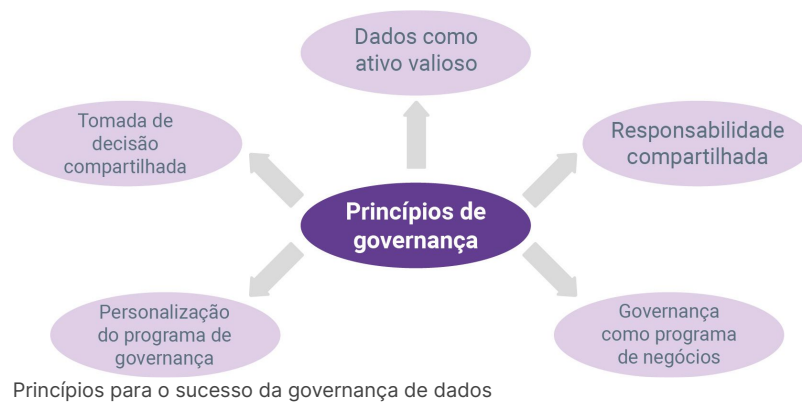 Dados como
ativo valioso
Tomada de
decisão
compartilhada
Responsabilidade
compartilhada
Princípios de
governança
Personalização
do programa de
governança
Governança
como programa
de negócios
Princípios para o sucesso da governança de dados